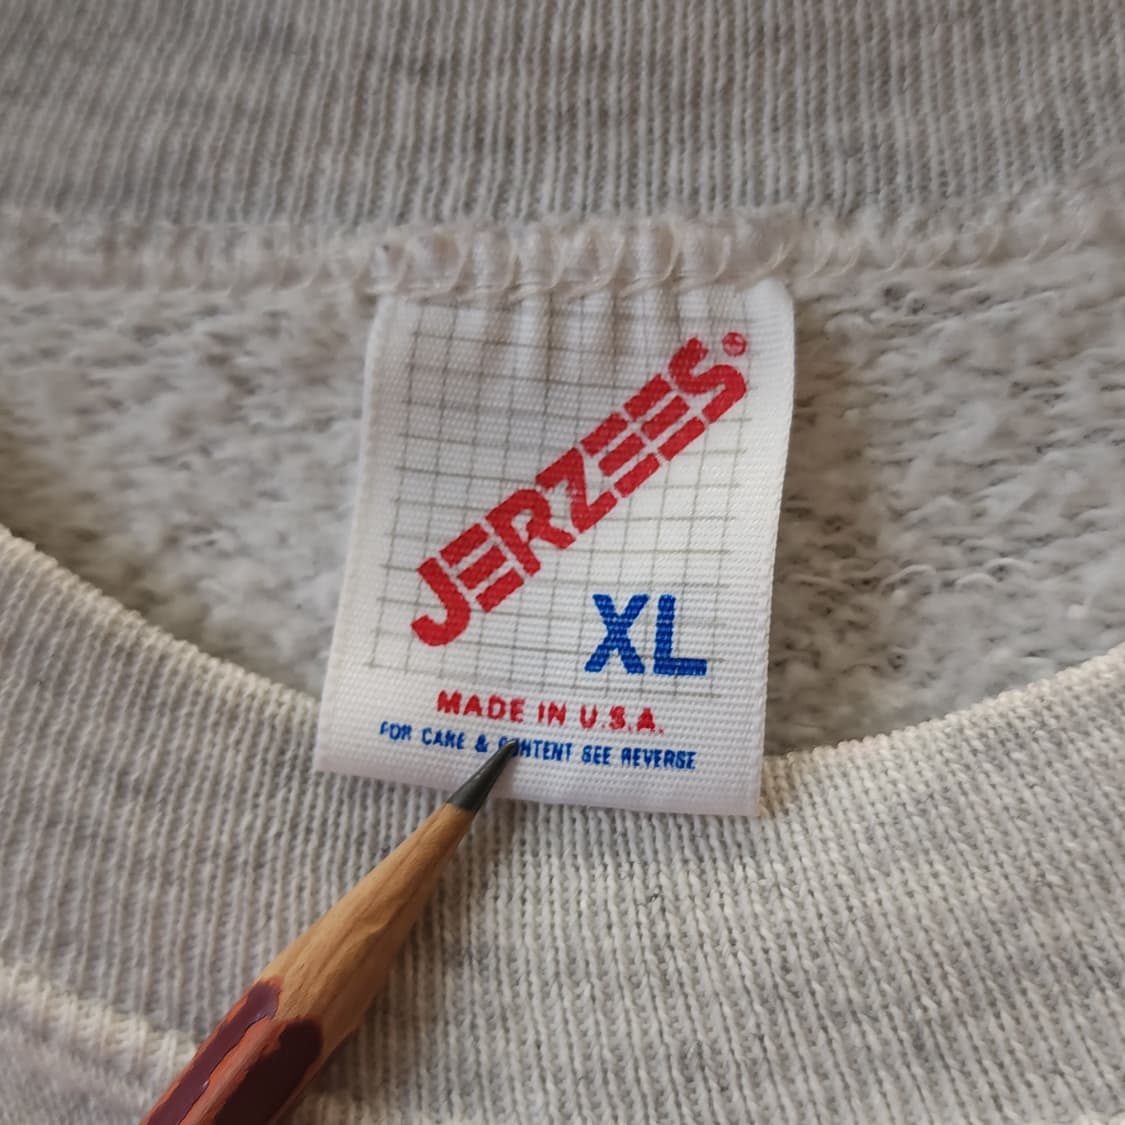 JERZEES®
XL
MADE IN U.S.A.
FOR CARE & CONTENT SEE REVERSE